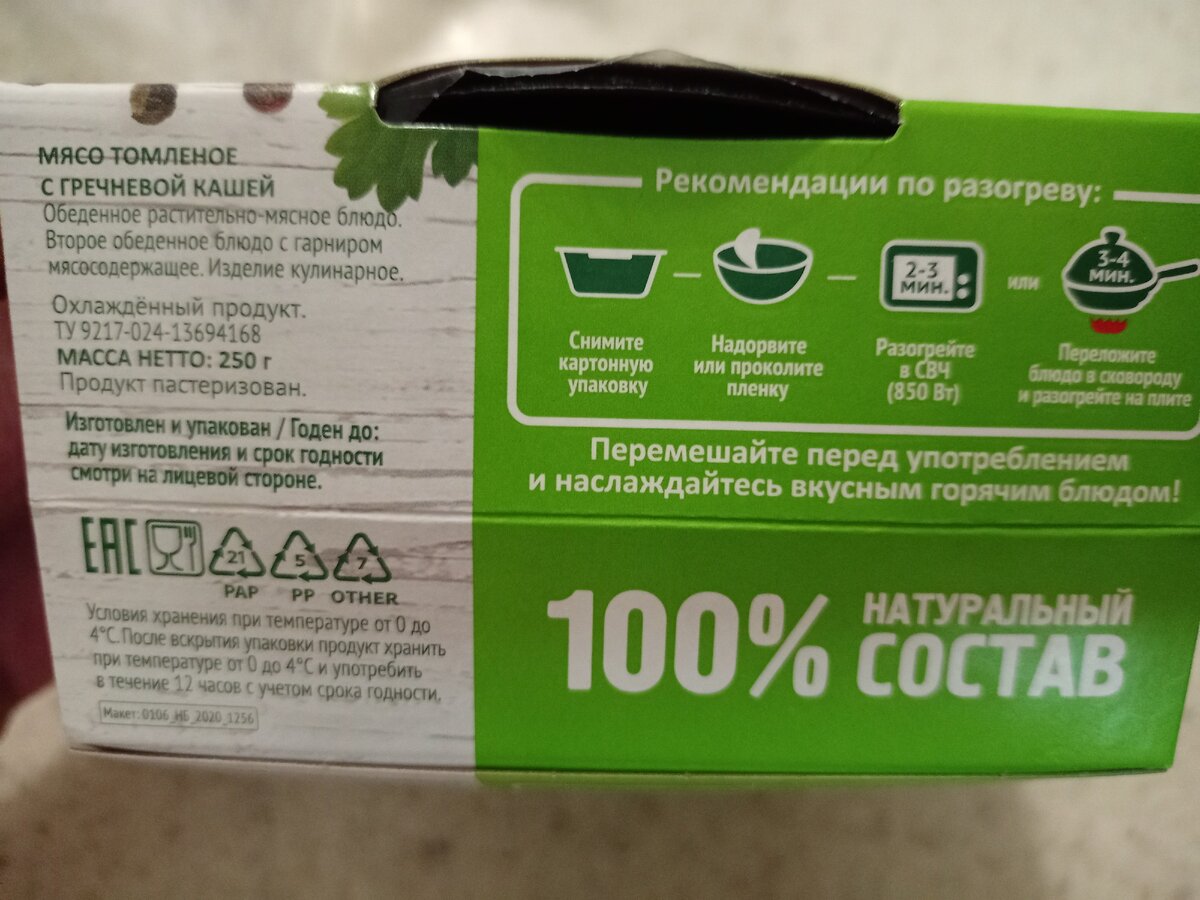 МЯСО ТОМЛЕНОЕ
С ГРЕЧНЕВОЙ КАШЕЙ
Обеденное растительно-мясное блюдо.
Второе обеденное блюдо с гарниром
мясосодержащее. Изделие кулинарное.
Охлаждённый продукт.
ТУ 9217-024-13694168
МАССА НЕТТО: 250 г
Продукт пастеризован.
Изготовлен и упакован / Годен до:
дату изготовления и срок годности
смотри на лицевой стороне.
EAC
21
PAP
5
PP
7
OTHER
Условия хранения при температуре от 0 до
4°С. После вскрытия упаковки продукт хранить
при температуре от 0 до 4°С и употребить
в течение 12 часов с учетом срока годности.
Макет: 0106_НБ_2020_1256
Рекомендации по разогреву:
Снимите
картонную
упаковку
Надорвите
или проколите
пленку
2-3
МИН.
Разогрейте
в СВЧ
(850 Вт)
или
3-4
МИН.
Переложите
блюдо в сковороду
и разогрейте на плите
Перемешайте перед употреблением
и наслаждайтесь вкусным горячим блюдом!
100% НАТУРАЛЬНЫЙ
СОСТАВ